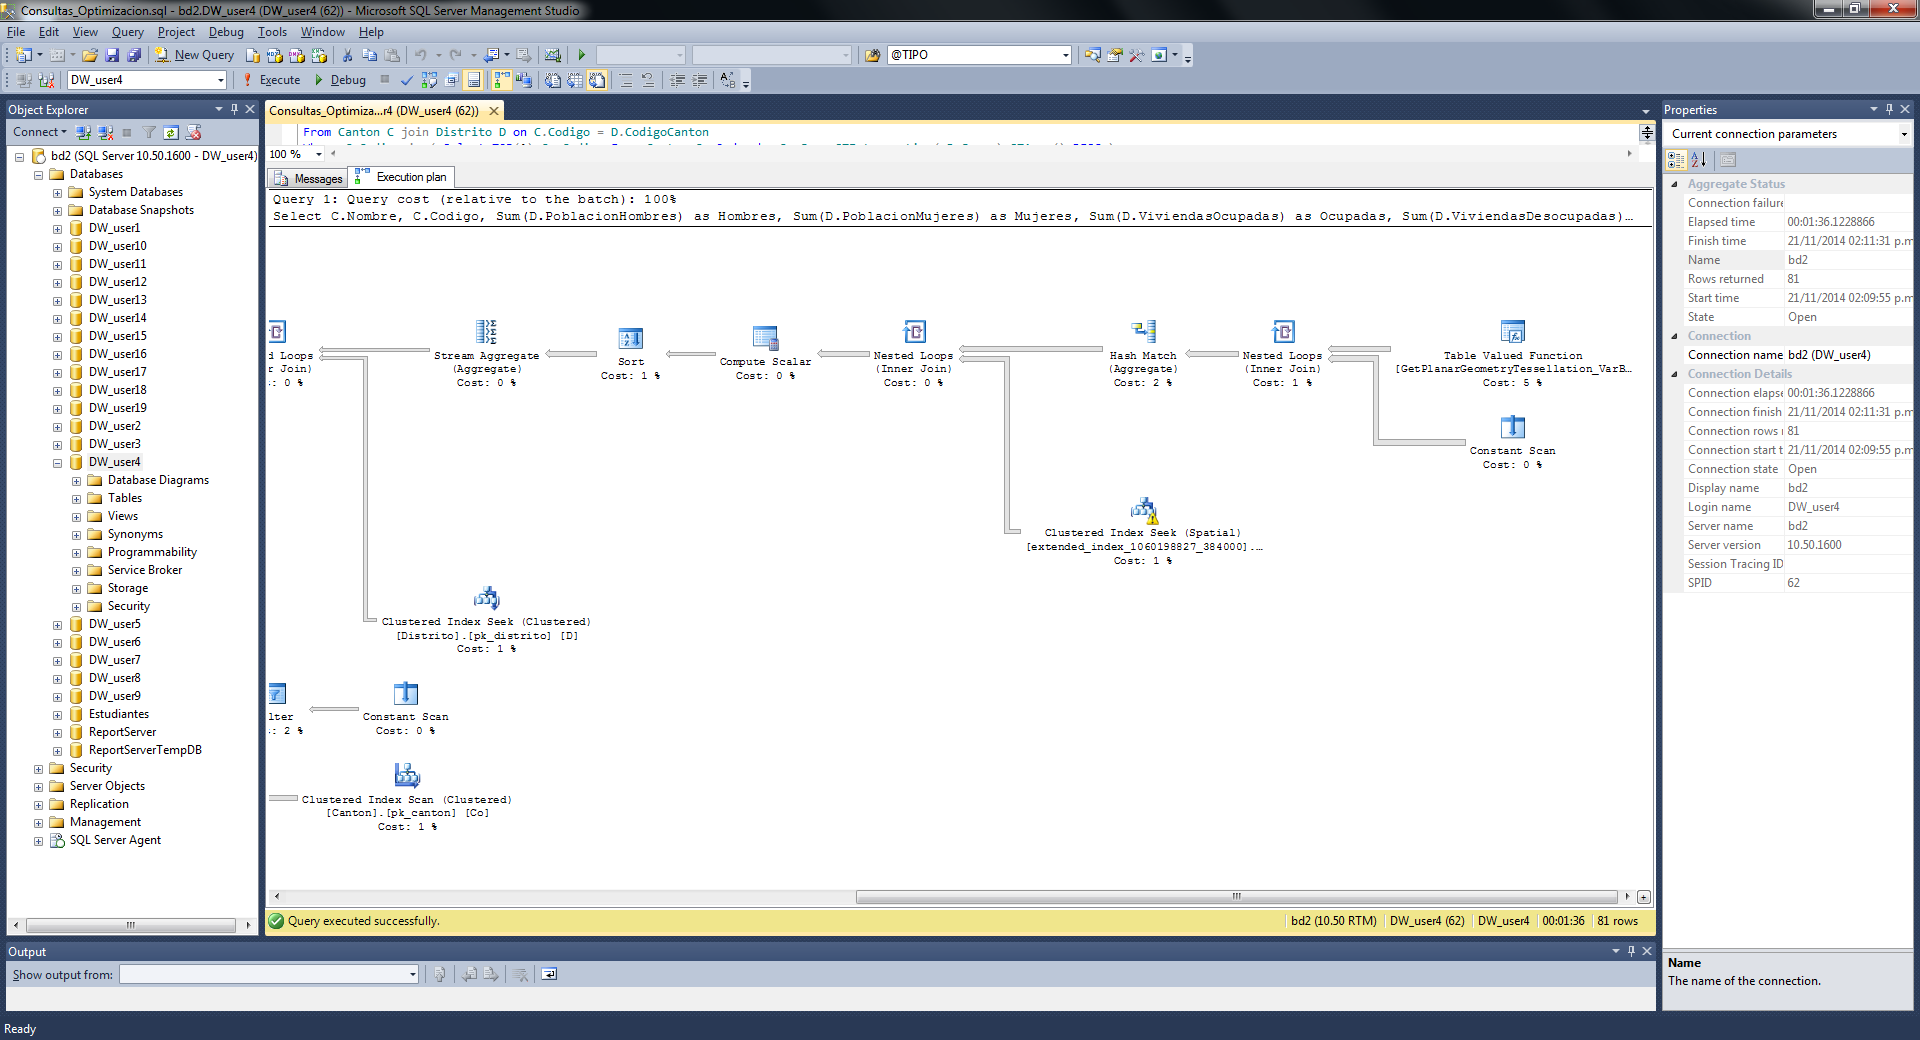 Consultas_Optimizacion.sql - bd2.DW_user4 (DW_user4 (62)) - Microsoft SQL Server Management Studio
File Edit View Query Project Debug Tools Window Help
New Query
@TIPO
DW_user4
Execute
Debug
Object Explorer
Connect
bd2 (SQL Server 10.50.1600 - DW_user4)
Databases
System Databases
Database Snapshots
DW_user1
DW_user10
DW_user11
DW_user12
DW_user13
DW_user14
DW_user15
DW_user16
DW_user17
DW_user18
DW_user19
DW_user2
DW_user3
DW_user4
Database Diagrams
Tables
Views
Synonyms
Programmability
Service Broker
Storage
Security
DW_user5
DW_user6
DW_user7
DW_user8
DW_user9
Estudiantes
ReportServer
ReportServerTempDB
Security
Server Objects
Replication
Management
SQL Server Agent
Consultas_Optimiza...r4 (DW_user4 (62))
From Canton C join Distrito D on C.Codigo = D.CodigoCanton
100 %
Messages
Execution plan
Query 1: Query cost (relative to the batch): 100%
Select C.Nombre, C.Codigo, Sum(D.PoblacionHombres) as Hombres, Sum(D.PoblacionMujeres) as Mujeres, Sum(D.ViviendasOcupadas) as Ocupadas, Sum(D.ViviendasDesocupadas)...
d Loops
r Join)
: 0 %
Stream Aggregate
(Aggregate)
Cost: 0 %
Sort
Cost: 1 %
Compute Scalar
Cost: 0 %
Nested Loops
(Inner Join)
Cost: 0 %
Hash Match
(Aggregate)
Cost: 2 %
Nested Loops
(Inner Join)
Cost: 1 %
Table Valued Function
[GetPlanarGeometryTessellation_VarB...
Cost: 5 %
Constant Scan
Cost: 0 %
Clustered Index Seek (Spatial)
[extended_index_1060198827_384000]....
Cost: 1 %
Clustered Index Seek (Clustered)
[Distrito].[pk_distrito] [D]
Cost: 1 %
lter
: 2 %
Constant Scan
Cost: 0 %
Clustered Index Scan (Clustered)
[Canton].[pk_canton] [Co]
Cost: 1 %
Query executed successfully.
bd2 (10.50 RTM)
DW_user4 (62)
DW_user4
00:01:36
81 rows
Properties
Current connection parameters
Aggregate Status
Connection failure
Elapsed time 00:01:36.1228866
Finish time 21/11/2014 02:11:31 p.m
Name bd2
Rows returned 81
Start time 21/11/2014 02:09:55 p.m
State Open
Connection
Connection name bd2 (DW_user4)
Connection Details
Connection elapse 00:01:36.1228866
Connection finish 21/11/2014 02:11:31 p.m
Connection rows 81
Connection start t 21/11/2014 02:09:55 p.m
Connection state Open
Display name bd2
Login name DW_user4
Server name bd2
Server version 10.50.1600
Session Tracing ID
SPID 62
Name
The name of the connection.
Output
Show output from:
Ready